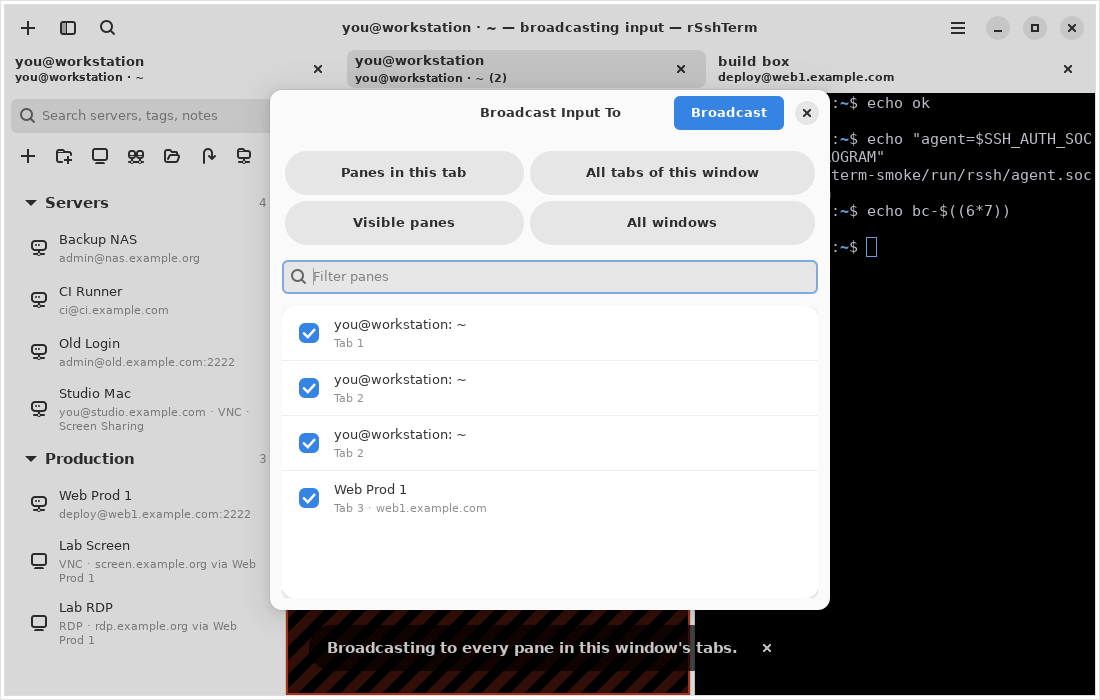 you@workstation · ~ — broadcasting input — rSshTerm
you@workstation
you@workstation · ~
you@workstation
you@workstation · ~ (2)
build box
deploy@web1.example.com
Search servers, tags, notes
Servers 4
Backup NAS
admin@nas.example.org
CI Runner
ci@ci.example.com
Old Login
admin@old.example.com:2222
Studio Mac
you@studio.example.com · VNC ·
Screen Sharing
Production 3
Web Prod 1
deploy@web1.example.com:2222
Lab Screen
VNC · screen.example.org via Web
Prod 1
Lab RDP
RDP · rdp.example.org via Web
Prod 1
Broadcast Input To
Broadcast
Panes in this tab
All tabs of this window
Visible panes
All windows
Filter panes
you@workstation: ~
Tab 1
you@workstation: ~
Tab 2
you@workstation: ~
Tab 2
Web Prod 1
Tab 3 · web1.example.com
:~$ echo ok
:~$ echo "agent=$SSH_AUTH_SOC
OGRAM"
term-smoke/run/rssh/agent.soc
:~$ echo bc-$((6*7))
:~$
Broadcasting to every pane in this window's tabs.